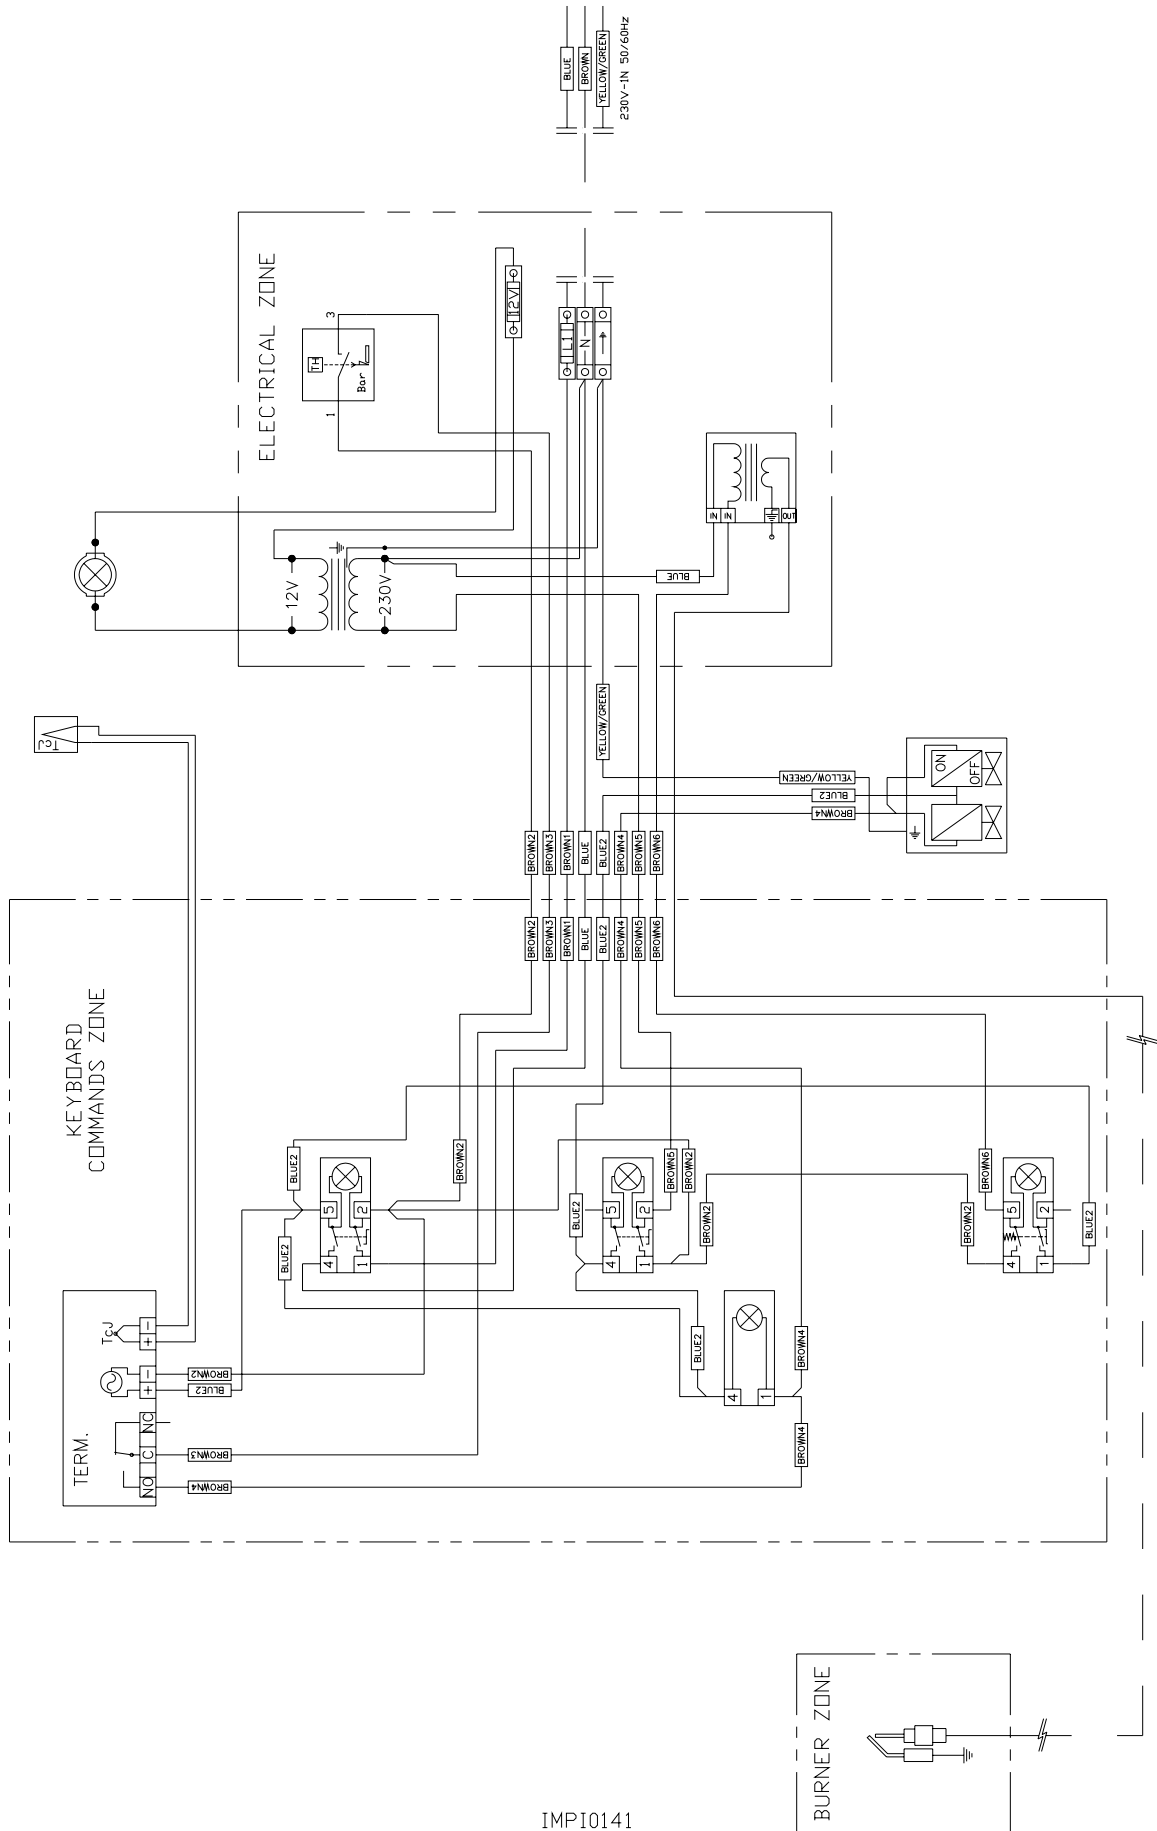 BLUE
BROWN
YELLOW/GREEN
230V-1N 50/60Hz
ELECTRICAL ZONE
TH
Bar
1
3
12V
L1
N
12V
230V
IN
IN
OUT
BLUE
TcJ
YELLOW/GREEN
YELLOW/GREEN
BLUE2
BROWN4
ON
OFF
BROWN2
BROWN3
BROWN1
BLUE
BLUE2
BROWN4
BROWN5
BROWN6
BROWN2
BROWN3
BROWN1
BLUE
BLUE2
BROWN4
BROWN5
BROWN6
KEYBOARD
COMMANDS ZONE
BLUE2
BROWN2
BLUE2
5
2
4
1
BLUE2
BROWN5
BROWN2
BROWN2
5
2
4
1
BROWN6
BROWN2
BLUE2
5
2
4
1
BLUE2
BROWN4
4
1
BROWN4
TERM.
TcJ
-
+
-
+
NC
C
NO
BROWN2
BLUE2
BROWN3
BROWN4
BURNER ZONE
IMPI0141